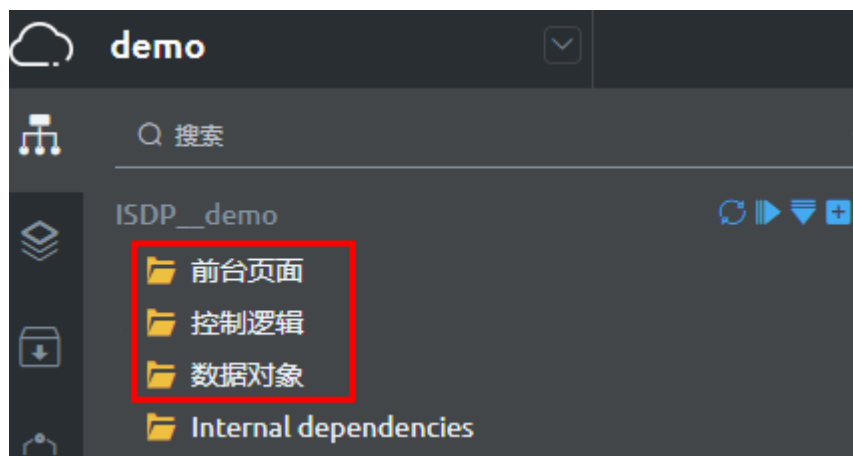 demo
搜索
ISDP__demo
前台页面
控制逻辑
数据对象
Internal dependencies